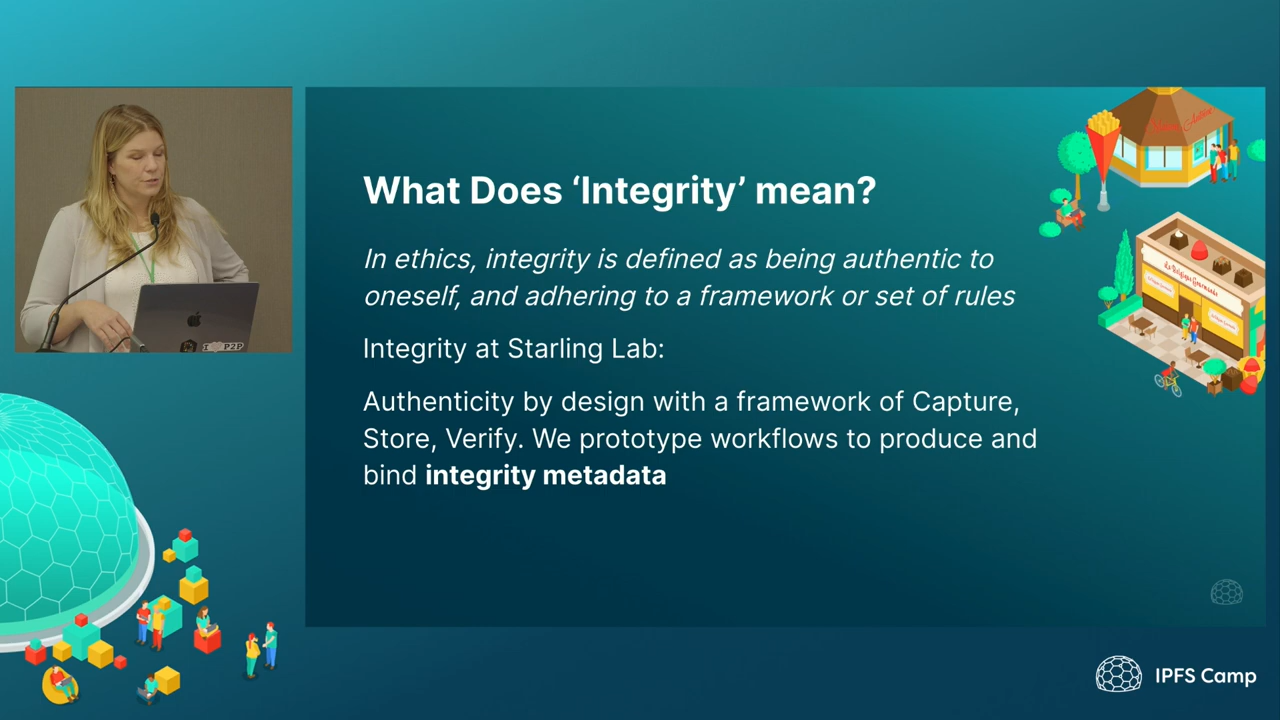 What Does ‘Integrity’ mean?
In ethics, integrity is defined as being authentic to
oneself, and adhering to a framework or set of rules
Integrity at Starling Lab:
Authenticity by design with a framework of Capture,
Store, Verify. We prototype workflows to produce and
bind integrity metadata
I P2P
IPFS Camp